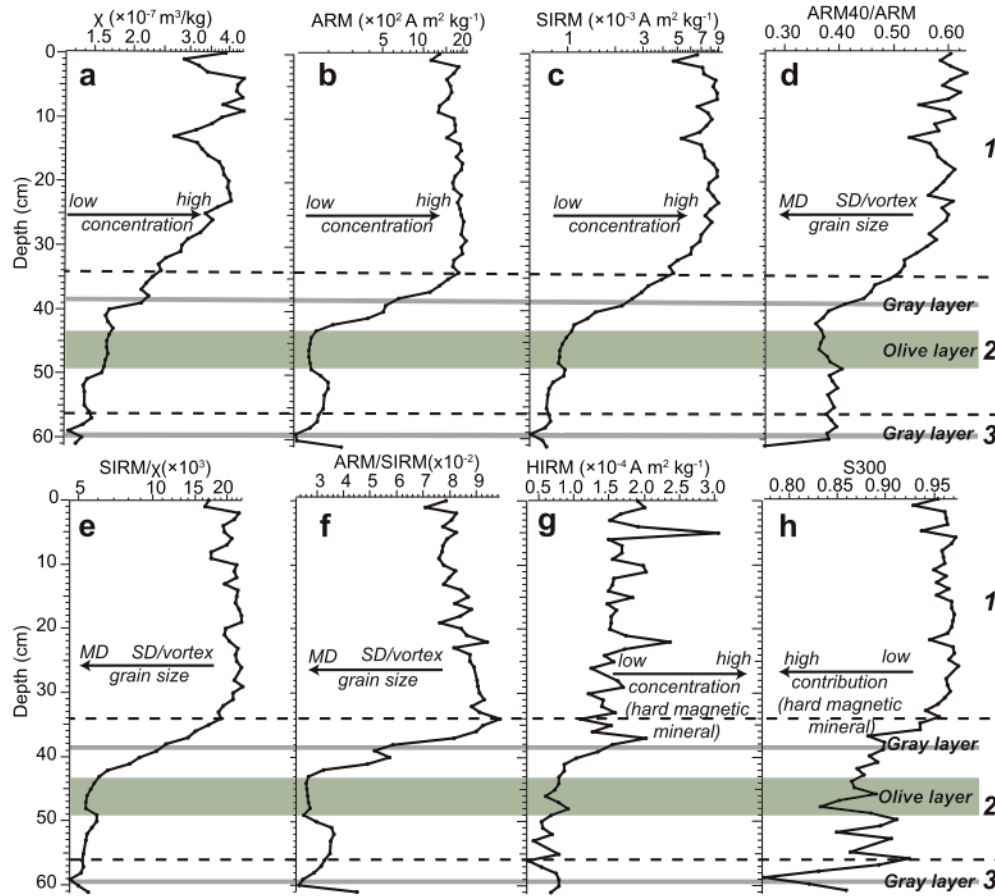 χ (×10⁻⁷ m³/kg)
ARM (×10² A m² kg⁻¹)
SIRM (×10⁻³ A m² kg⁻¹)
ARM40/ARM
1.5 2.0 3.0 4.0
5 10 15 20
1 3 5 7 9
0.30 0.40 0.50 0.60
0
10
20
30
40
50
60
Depth (cm)
a
b
c
d
low high
concentration
low high
concentration
low high
concentration
MD SD/vortex
grain size
1
Gray layer
Olive layer 2
Gray layer 3
SIRM/χ(×10³)
ARM/SIRM(x10⁻²)
HIRM (×10⁻⁴ A m² kg⁻¹)
S300
5 10 15 20
3 4 5 6 7 8 9
0.5 1.0 1.5 2.0 3.0
0.80 0.85 0.90 0.95
0
10
20
30
40
50
60
Depth (cm)
e
f
g
h
MD SD/vortex
grain size
MD SD/vortex
grain size
low high
concentration
(hard magnetic
mineral)
high low
contribution
(hard magnetic
mineral)
1
Gray layer
Olive layer 2
Gray layer 3